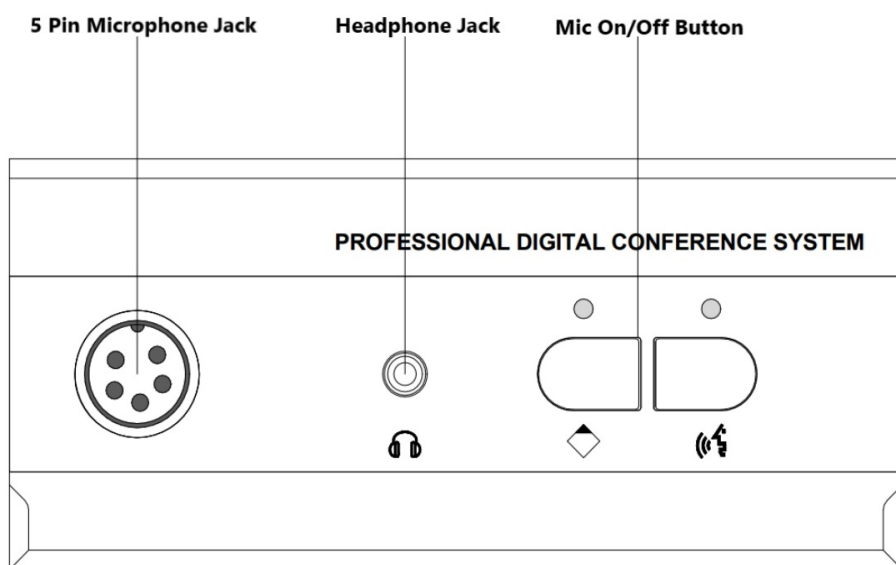 5 Pin Microphone Jack
Headphone Jack
Mic On/Off Button
PROFESSIONAL DIGITAL CONFERENCE SYSTEM